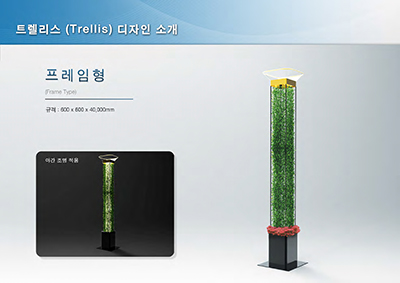 트렐리스 (Trellis) 디자인 소개
프레임형
(Frame Type)
규격 : 600 x 600 x 40,000mm
야간 조명 적용